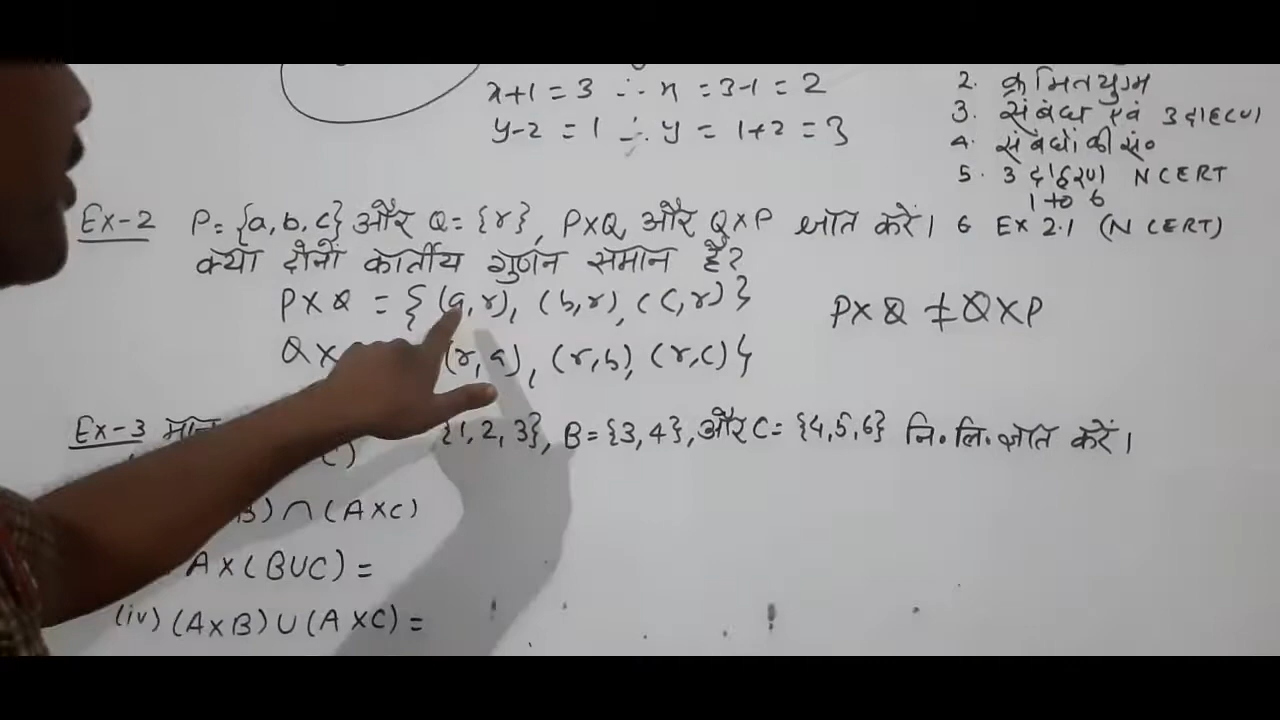 x+1 = 3 ∴ x = 3-1 = 2
y-2 = 1 ∴ y = 1+2 = 3
2. क्रमितयुग्म
3. संबंध एवं उदाहरण
4. संबंधों की सं०
5. उदाहरण NCERT
1 to 6
6 Ex 2.1 (NCERT)
Ex-2 P = {a, b, c} और Q = {r}, P×Q और Q×P ज्ञात करें।
क्या दोनों कार्तीय गुणन समान है?
P×Q = {(a,r), (b,r), (c,r)}
P×Q ≠ Q×P
Q× (r,a), (r,b), (r,c)}
Ex-3 मान {1, 2, 3}, B = {3, 4}, और C = {4,5,6} नि.लि. ज्ञात करें।
B) ∩ (A×C)
A×(B∪C) =
(iv) (A×B) ∪ (A×C) =